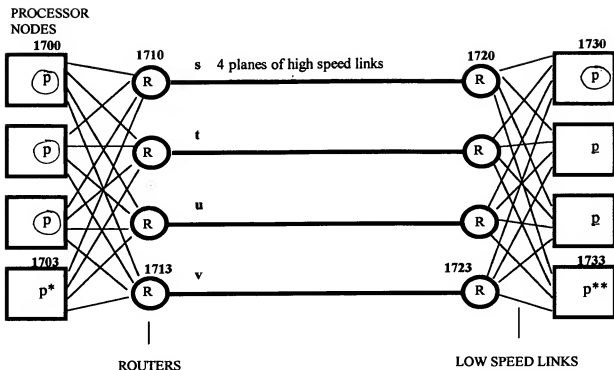 PROCESSOR
NODES
1700
1710
s 4 planes of high speed links
1720
1730
p
R
R
p
t
p
R
R
p
u
p
R
R
p
1703
1713
v
1723
1733
p*
R
R
p**
ROUTERS
LOW SPEED LINKS